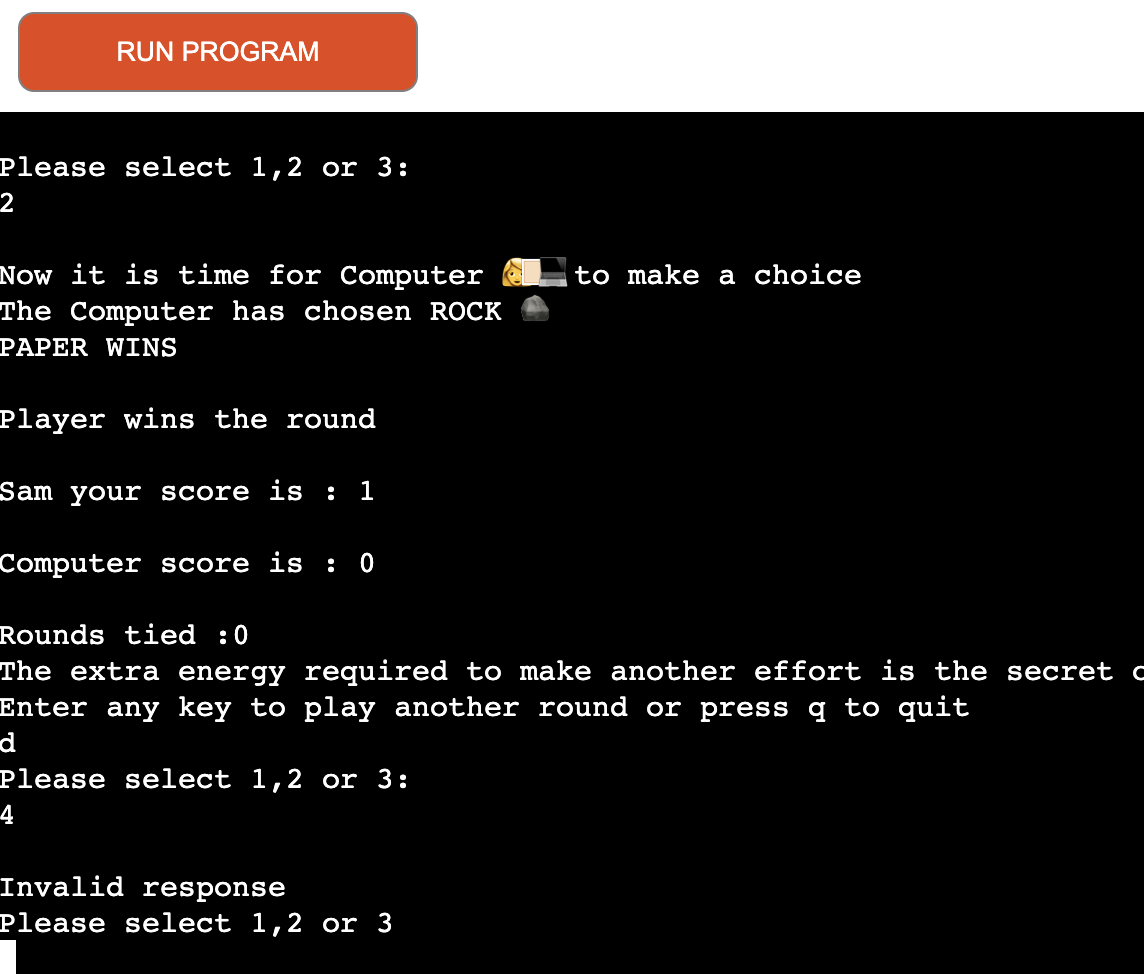 RUN PROGRAM
Please select 1,2 or 3:
2
Now it is time for Computer 👩🏻‍💻 to make a choice
The Computer has chosen ROCK 🪨
PAPER WINS
Player wins the round
Sam your score is : 1
Computer score is : 0
Rounds tied :0
The extra energy required to make another effort is the secret
Enter any key to play another round or press q to quit
d
Please select 1,2 or 3:
4
Invalid response
Please select 1,2 or 3